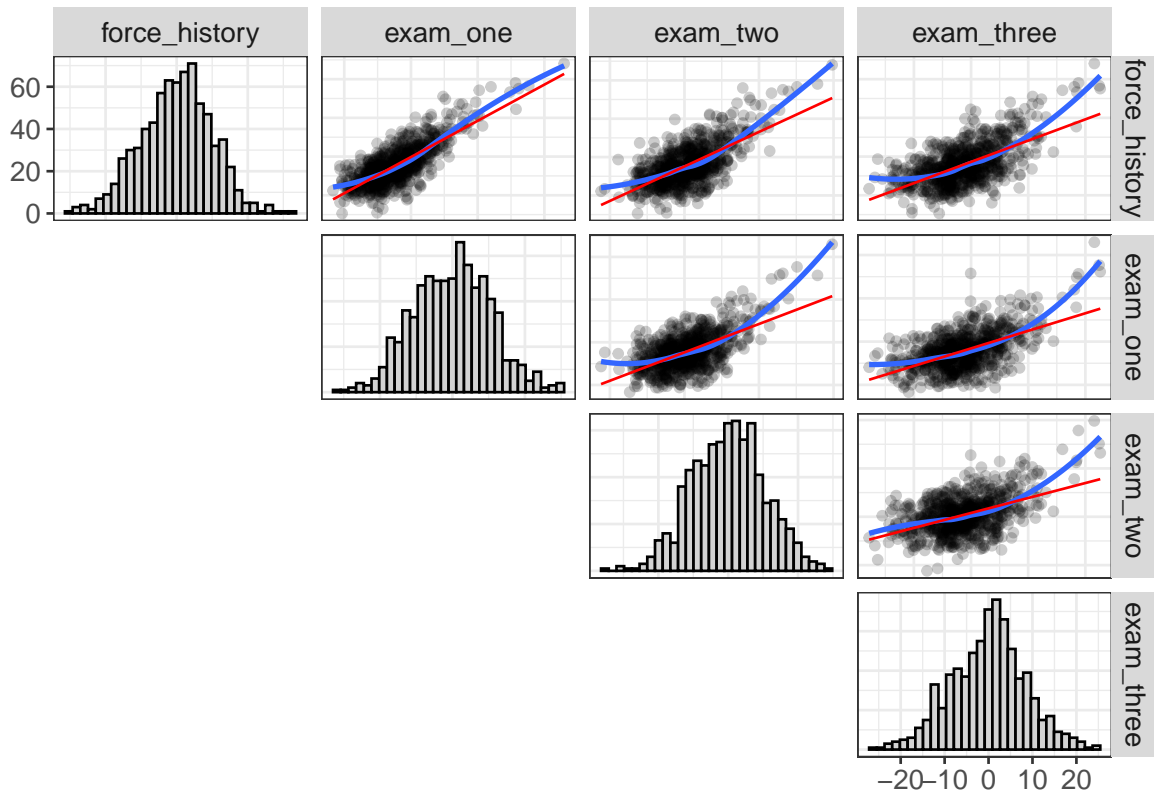 force_history
exam_one
exam_two
exam_three
60
40
20
0
force_history
exam_one
exam_two
exam_three
−20
−10
0
10
20